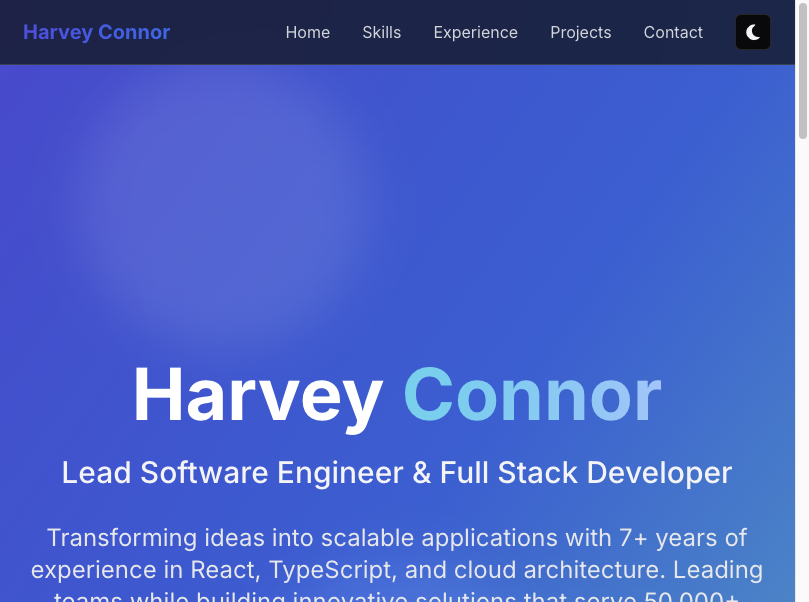 Harvey Connor
Home Skills Experience Projects Contact
Harvey Connor
Lead Software Engineer & Full Stack Developer
Transforming ideas into scalable applications with 7+ years of
experience in React, TypeScript, and cloud architecture. Leading
teams while building innovative solutions that serve 50,000+